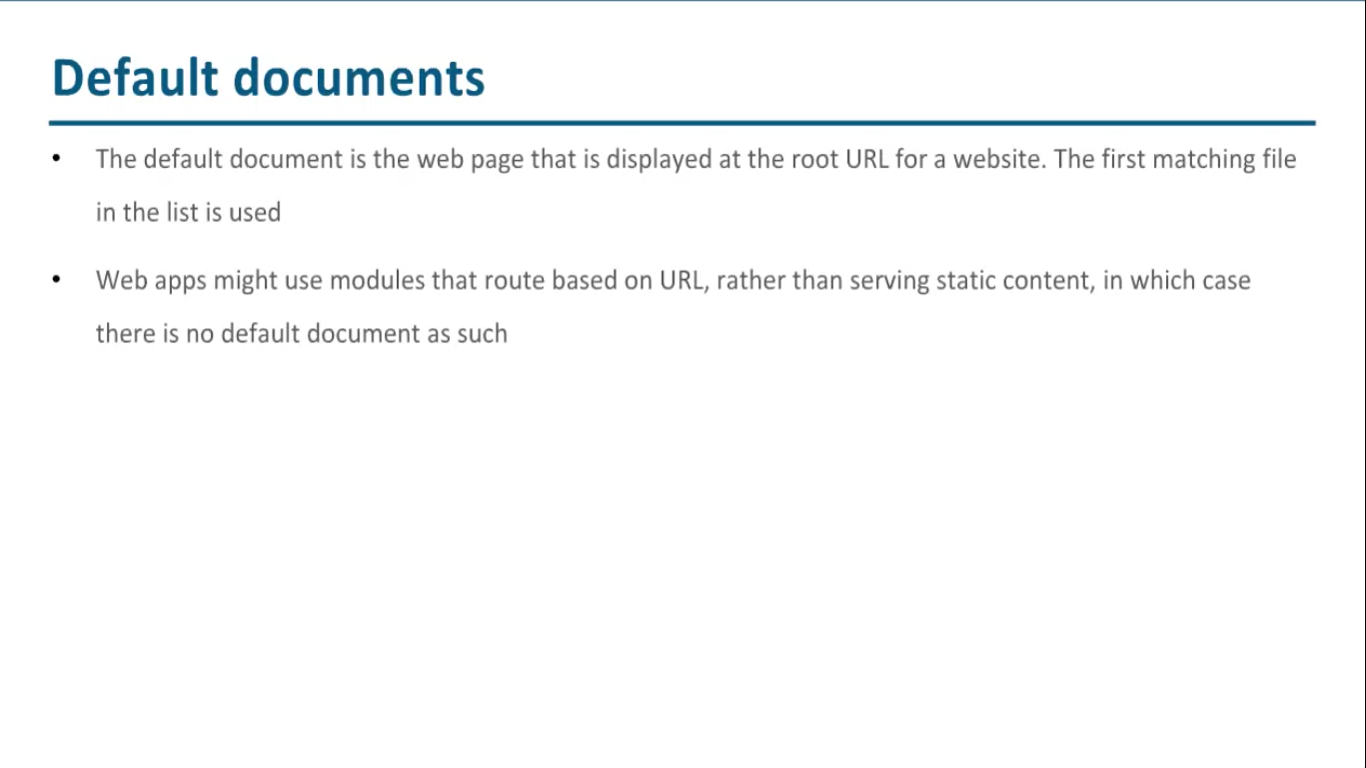 Default documents
• The default document is the web page that is displayed at the root URL for a website. The first matching file
in the list is used
• Web apps might use modules that route based on URL, rather than serving static content, in which case
there is no default document as such